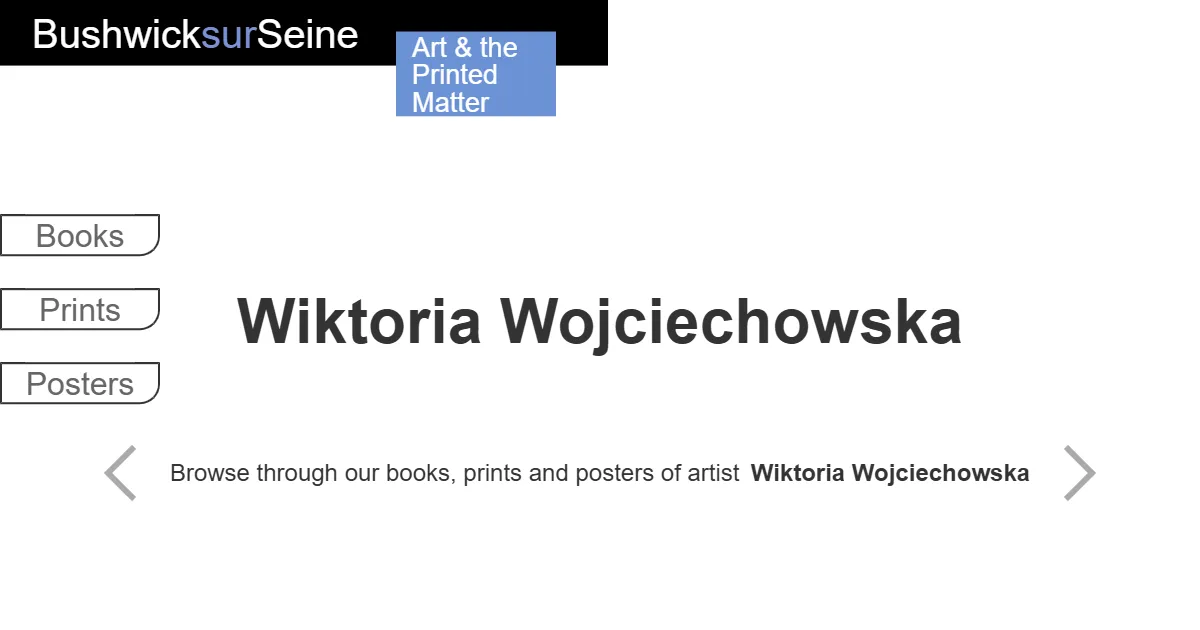 BushwicksurSeine
Art & the
Printed
Matter
Books
Prints
Posters
Wiktoria Wojciechowska
Browse through our books, prints and posters of artist Wiktoria Wojciechowska